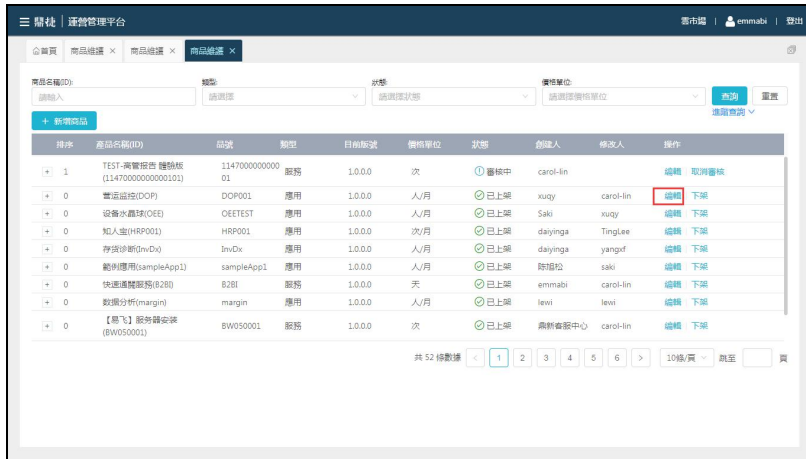 鼎捷 | 運營管理平台 雲市場 | emmabi | 登出
首頁 商品維護 × 商品維護 × 商品維護 ×
商品名稱(ID): 類型: 狀態: 價格單位:
請輸入 請選擇 請選擇狀態 請選擇價格單位 查詢 重置
進階查詢
+ 新增商品
排序 產品名稱(ID) 品號 類型 目前版號 價格單位 狀態 創建人 修改人 操作
TEST-高管报告 體驗版 1147000000000
+ 1 服務 1.0.0.0 次 審核中 carol-lin 編輯 取消審核
(11470000000000101) 01
+ 0 营运监控(DOP) DOP001 應用 1.0.0.0 人/月 已上架 xuqy carol-lin 編輯 下架
+ 0 设备水晶球(OEE) OEETEST 應用 1.0.0.0 人/月 已上架 Saki xuqy 編輯 下架
+ 0 知人宝(HRP001) HRP001 應用 1.0.0.0 次/月 已上架 daiyinga TingLee 編輯 下架
+ 0 存货诊断(InvDx) InvDx 應用 1.0.0.0 人/月 已上架 daiyinga yangxf 編輯 下架
+ 0 範例應用(sampleApp1) sampleApp1 應用 1.0.0.0 人/月 已上架 陈旭松 saki 編輯 下架
+ 0 快速通關服務(B2BI) B2BI 服務 1.0.0.0 天 已上架 emmabi carol-lin 編輯 下架
+ 0 数据分析(margin) margin 應用 1.0.0.0 人/月 已上架 lewi lewi 編輯 下架
【易飞】服务器安装
+ 0 BW050001 服務 1.0.0.0 次 已上架 鼎新客服中心 carol-lin 編輯 下架
(BW050001)
共 52 條數據 < 1 2 3 4 5 6 > 10條/頁 跳至 頁